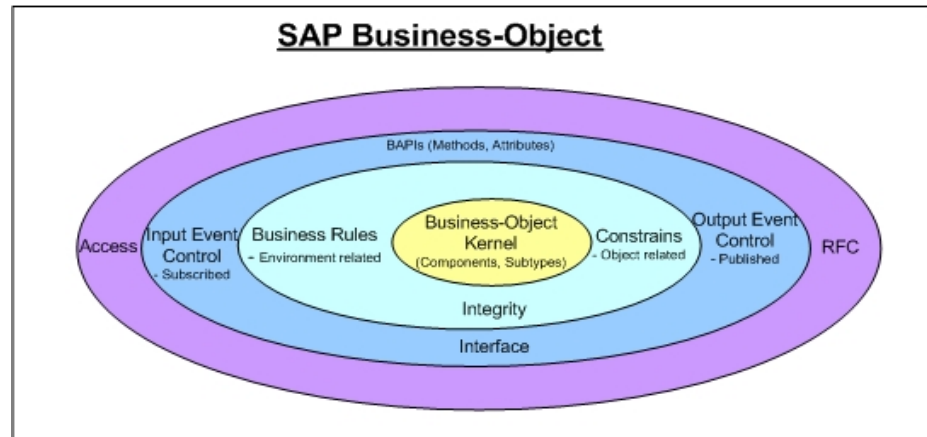 SAP Business-Object
BAPIs (Methods, Attributes)
Access
Input Event
Control
- Subscribed
Business Rules
- Environment related
Business-Object
Kernel
(Components, Subtypes)
Constrains
- Object related
Output Event
Control
- Published
RFC
Integrity
Interface